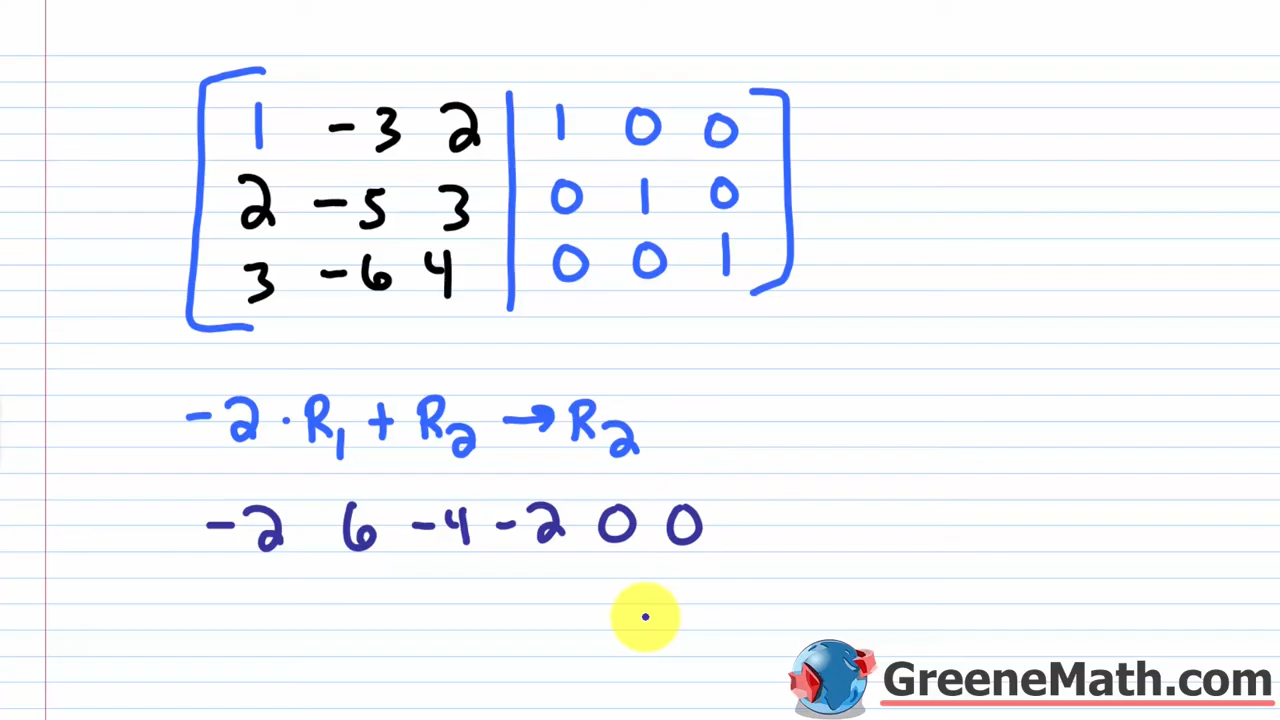 1 -3 2 | 1 0 0
2 -5 3 | 0 1 0
3 -6 4 | 0 0 1
-2 · R1 + R2 → R2
-2 6 -4 -2 0 0
GreeneMath.com